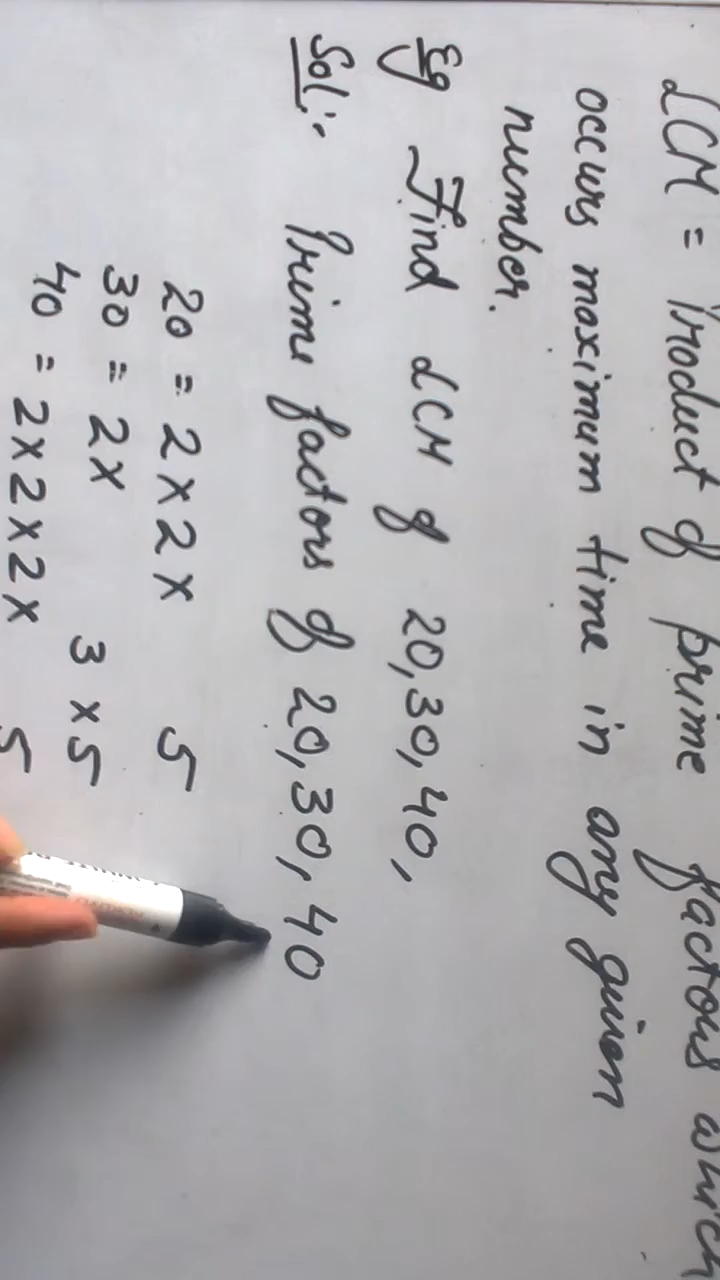 LCM = Product of prime factors which
occurs maximum time in any given
number.
Eg Find LCM of 20,30,40,
Sol:- Prime factors of 20,30,40
20 = 2×2× 5
30 = 2× 3×5
40 = 2×2×2× 5